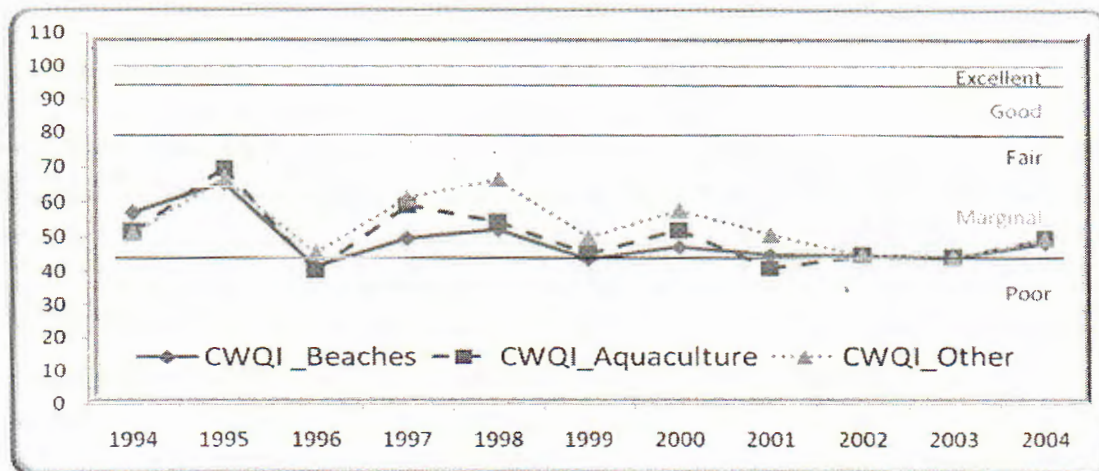 110
100
Excellent
90
Good
80
Fair
70
60
Marginal
50
40
Poor
30
20
CWQI_Beaches CWQI_Aquaculture CWQI_Other
10
0
1994 1995 1996 1997 1998 1999 2000 2001 2002 2003 2004